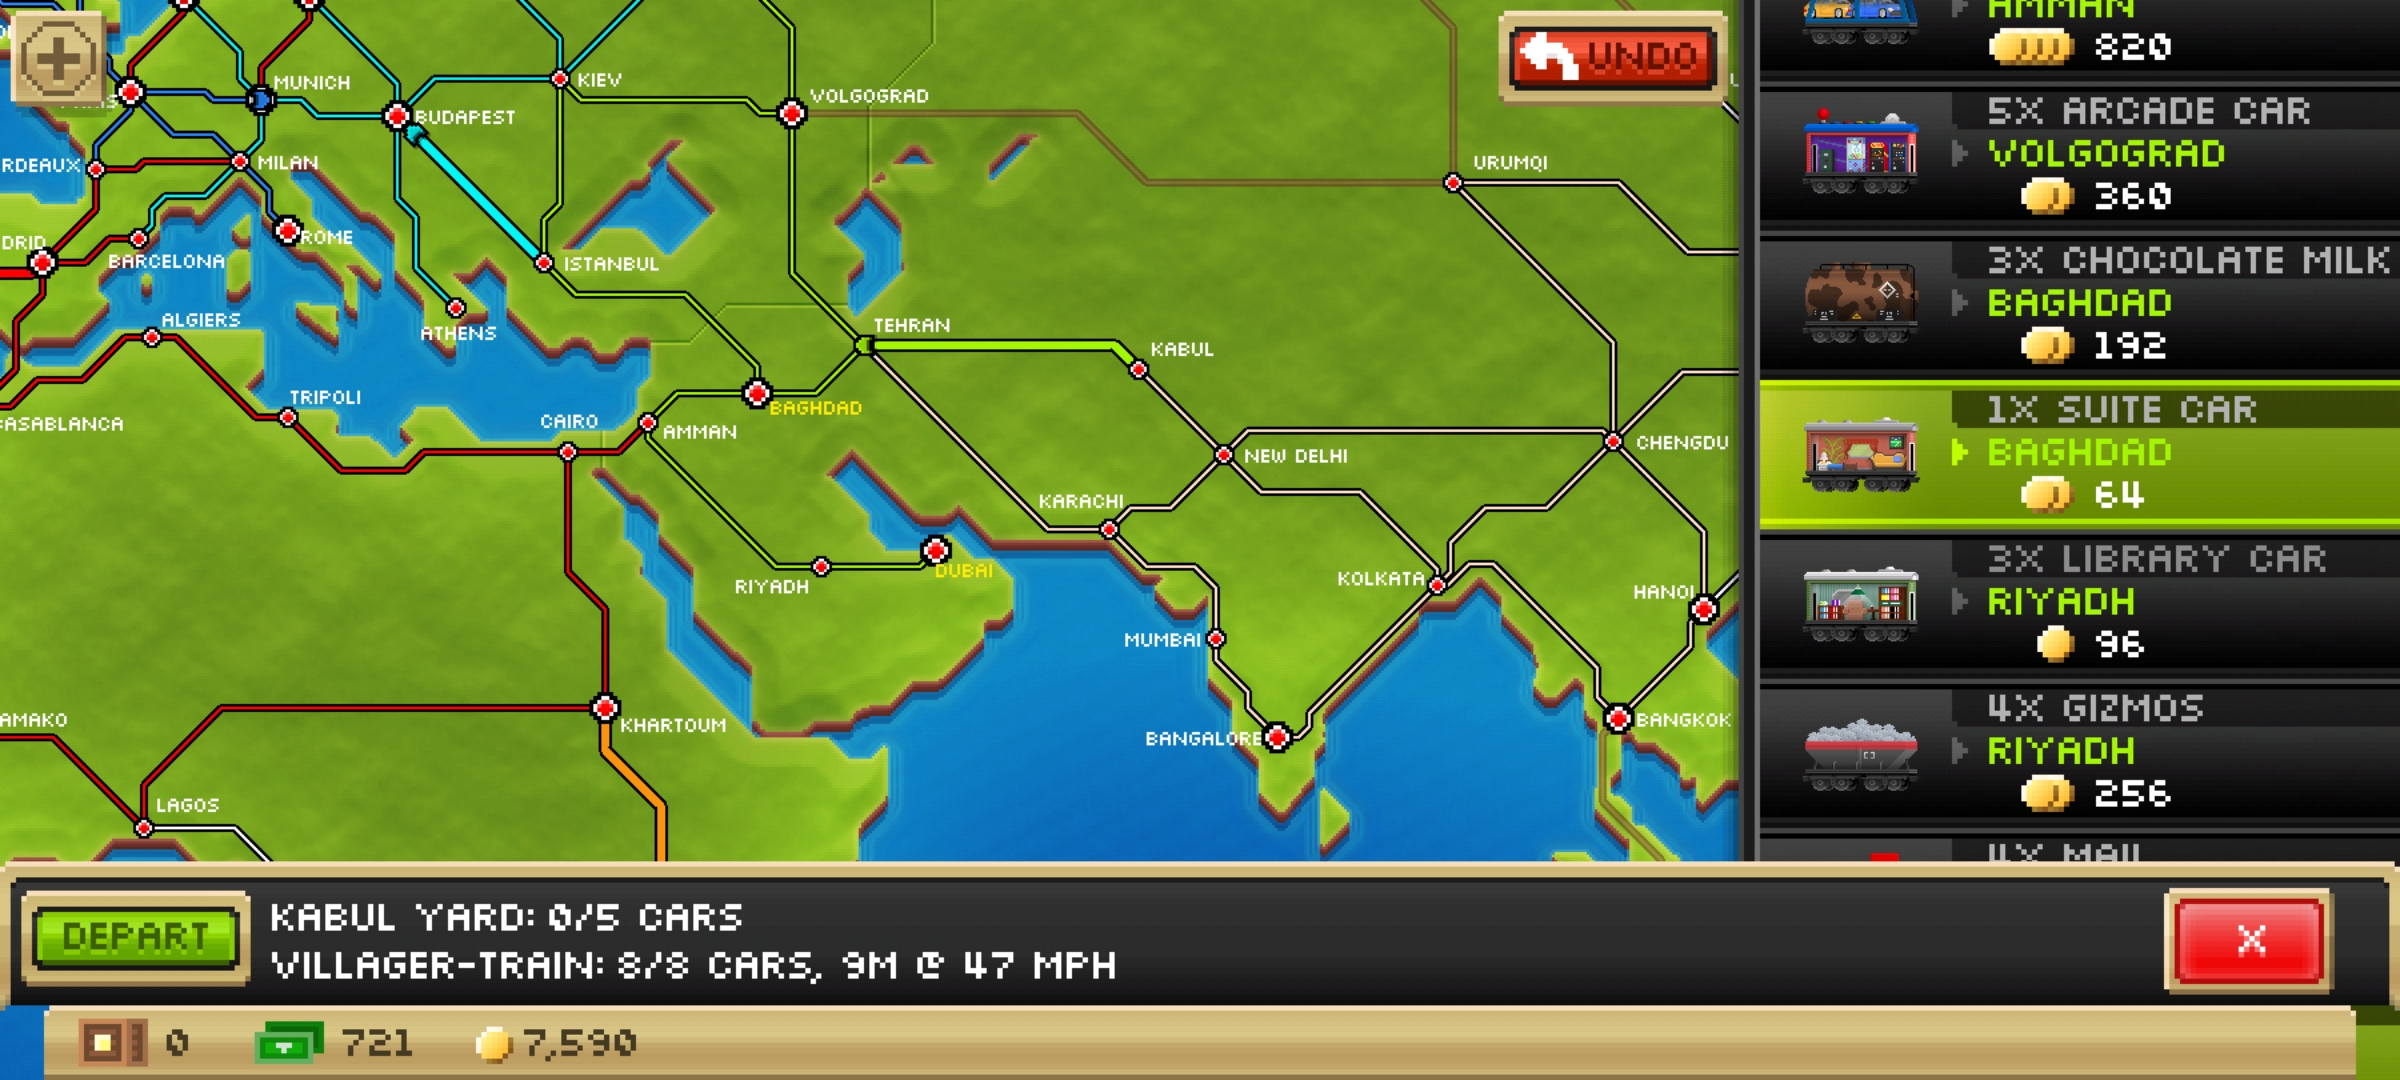 UNDO
MUNICH
KIEV
VOLGOGRAD
BUDAPEST
RDEAUX
MILAN
URUMQI
DRID
ROME
BARCELONA
ISTANBUL
ALGIERS
ATHENS
TEHRAN
KABUL
TRIPOLI
CAIRO
BAGHDAD
ASABLANCA
AMMAN
CHENGDU
NEW DELHI
KARACHI
DUBAI
RIYADH
KOLKATA
HANOI
MUMBAI
AMAKO
KHARTOUM
BANGALORE
BANGKOK
LAGOS
AMMAN
820
5X ARCADE CAR
VOLGOGRAD
360
3X CHOCOLATE MILK
BAGHDAD
192
1X SUITE CAR
BAGHDAD
64
3X LIBRARY CAR
RIYADH
96
4X GIZMOS
RIYADH
256
4X MAIL
DEPART
KABUL YARD: 0/5 CARS
VILLAGER-TRAIN: 8/8 CARS, 9M @ 47 MPH
X
0
721
7,590